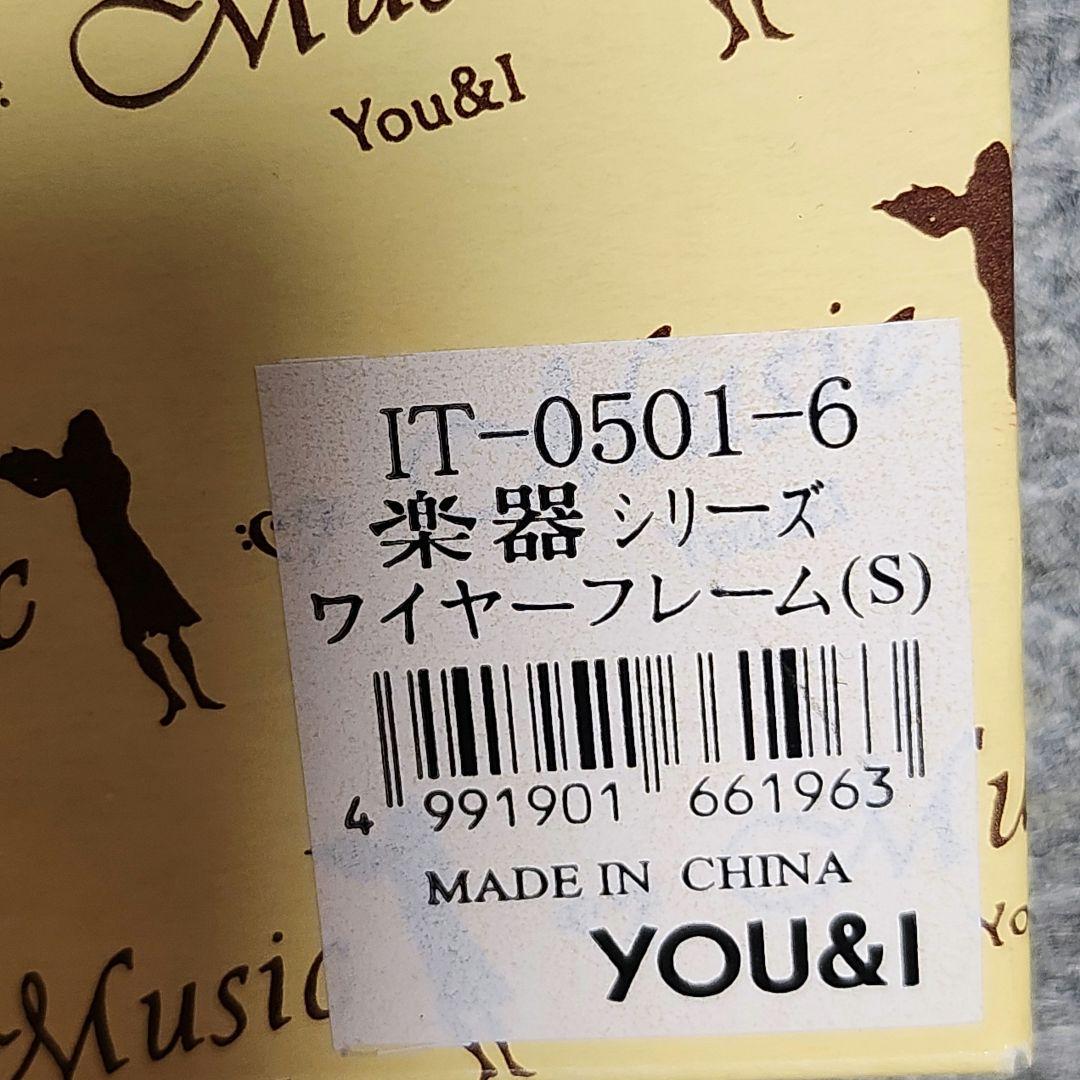 Music
You&I
IT-0501-6
楽器シリーズ
ワイヤーフレーム(S)
4 991901 661963
MADE IN CHINA
YOU&I
Music